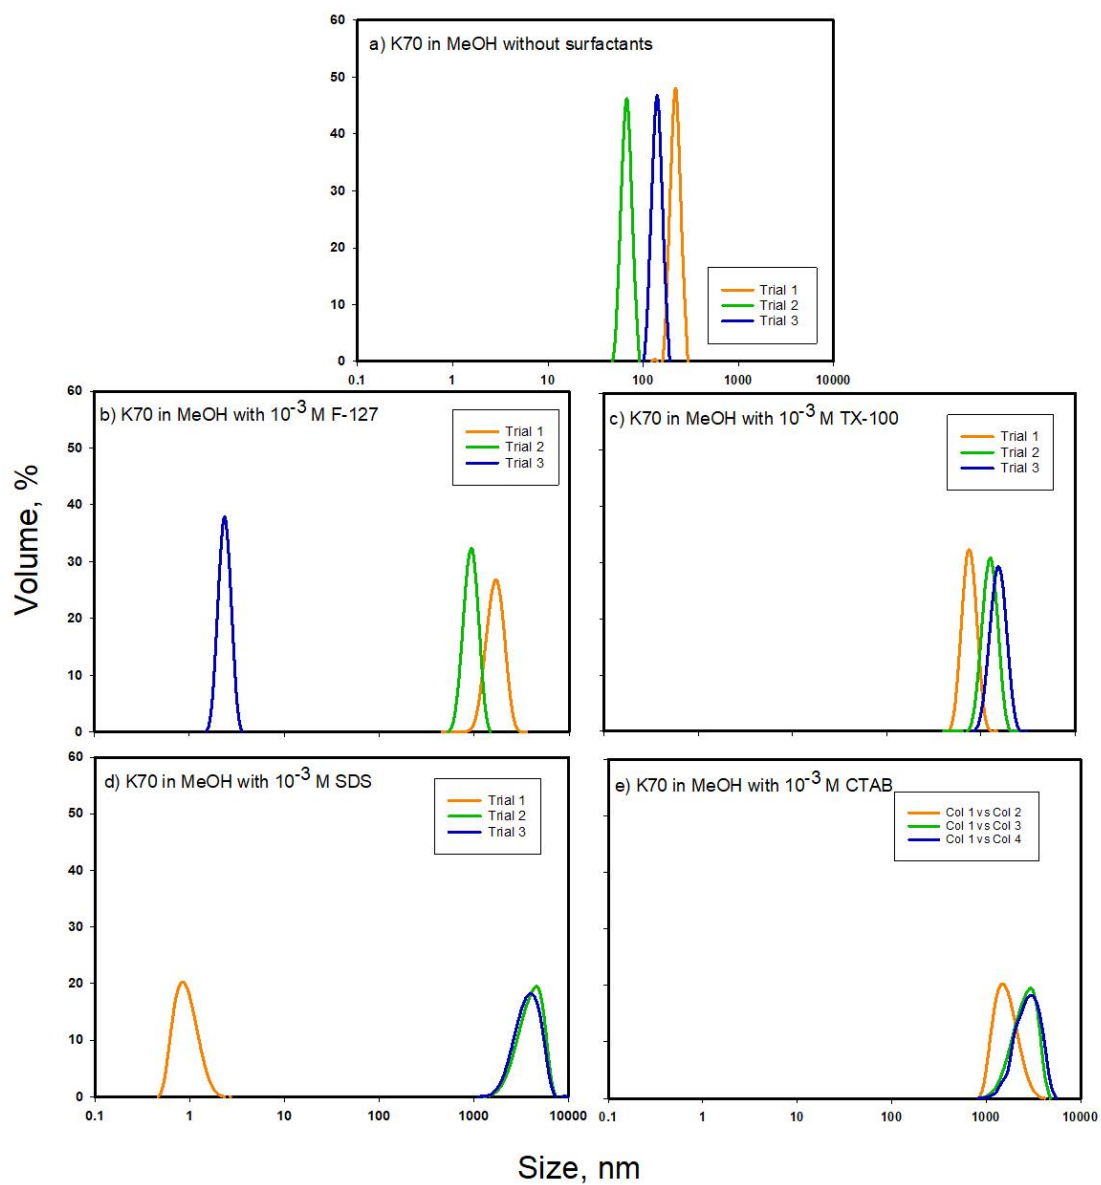 60
a) K70 in MeOH without surfactants
50
40
30
20
10
0
Trial 1
Trial 2
Trial 3
0.1 1 10 100 1000 10000
Volume, %
60
b) K70 in MeOH with 10-3 M F-127
50
40
30
20
10
0
Trial 1
Trial 2
Trial 3
c) K70 in MeOH with 10-3 M TX-100
Trial 1
Trial 2
Trial 3
60
d) K70 in MeOH with 10-3 M SDS
50
40
30
20
10
0
Trial 1
Trial 2
Trial 3
0.1 1 10 100 1000 10000
e) K70 in MeOH with 10-3 M CTAB
Col 1 vs Col 2
Col 1 vs Col 3
Col 1 vs Col 4
0.1 1 10 100 1000 10000
Size, nm